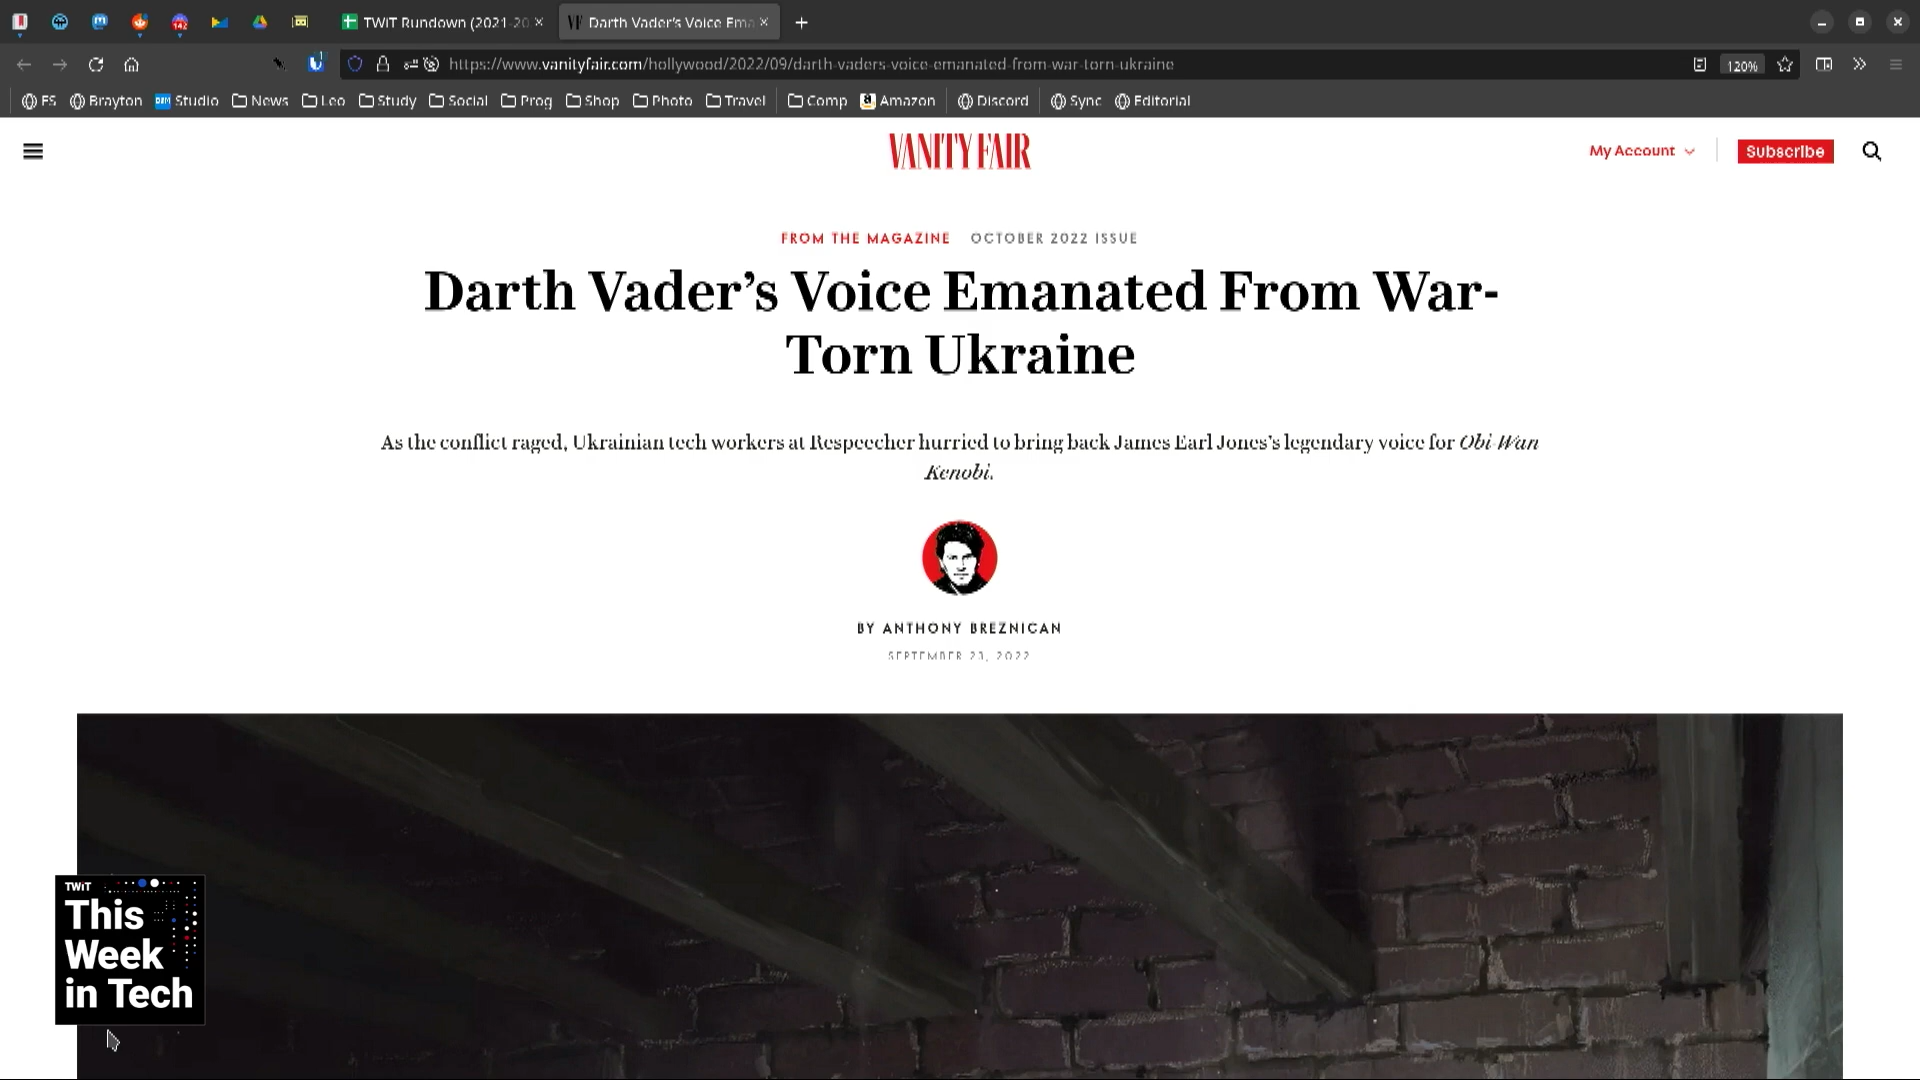 TWiT Rundown (2021-20
Darth Vader's Voice Ema
https://www.vanityfair.com/hollywood/2022/09/darth-vaders-voice-emanated-from-war-torn-ukraine
120%
FS Brayton Studio News Leo Study Social Prog Shop Photo Travel Comp Amazon Discord Sync Editorial
VANITY FAIR
My Account
Subscribe
FROM THE MAGAZINE OCTOBER 2022 ISSUE
Darth Vader’s Voice Emanated From War-
Torn Ukraine
As the conflict raged, Ukrainian tech workers at Respeecher hurried to bring back James Earl Jones’s legendary voice for Obi-Wan
Kenobi.
BY ANTHONY BREZNICAN
SEPTEMBER 23, 2022
TWiT
This
Week
in Tech